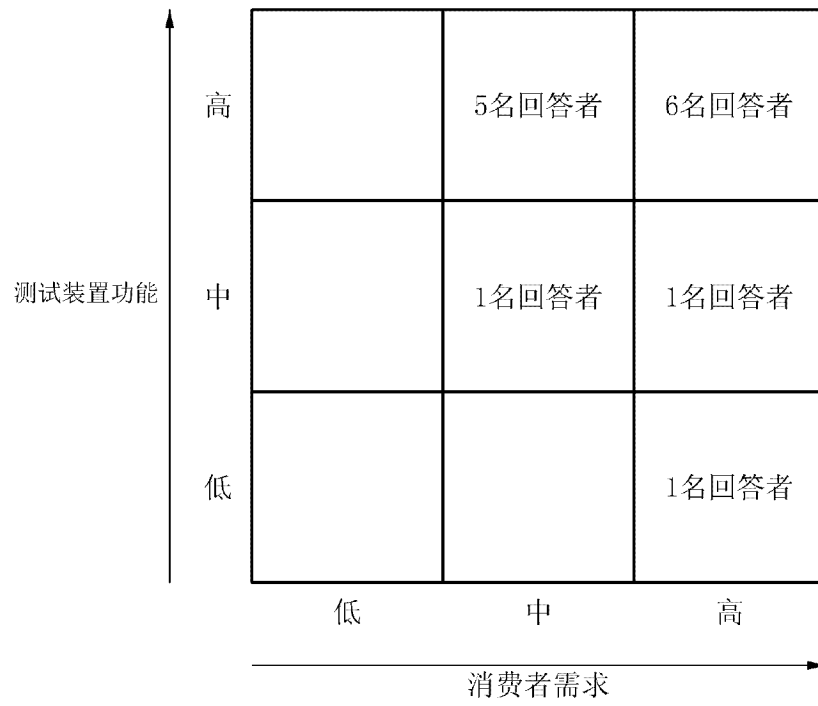 高
5名回答者
6名回答者
测试装置功能
中
1名回答者
1名回答者
低
1名回答者
低
中
高
消费者需求